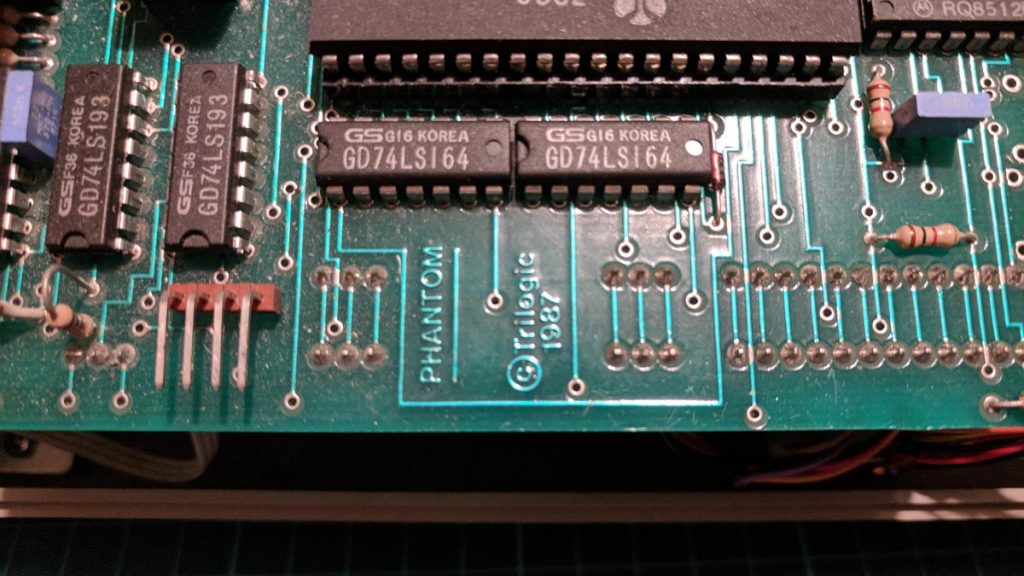 RQ8512
GS F36 KOREA
GD74LS193
GS F36 KOREA
GD74LS193
GS G16 KOREA
GD74LS164
GS G16 KOREA
GD74LS164
PHANTOM
©Trilogic
1987